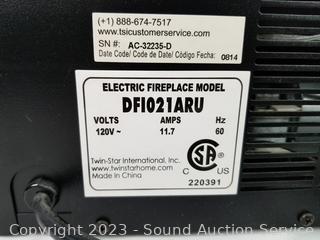 (+1) 888-674-7517
www.tsicustomerservice.com
SN #: AC-32235-D
Date Code/ Code de Date/ Código Fecha: 0814
ELECTRIC FIREPLACE MODEL
DFI021ARU
VOLTS AMPS Hz
120V~ 11.7 60
Twin-Star International, Inc.
www.twinstarhome.com
Made in China
SA
C US
220391
Copyright 2023 - Sound Auction Service